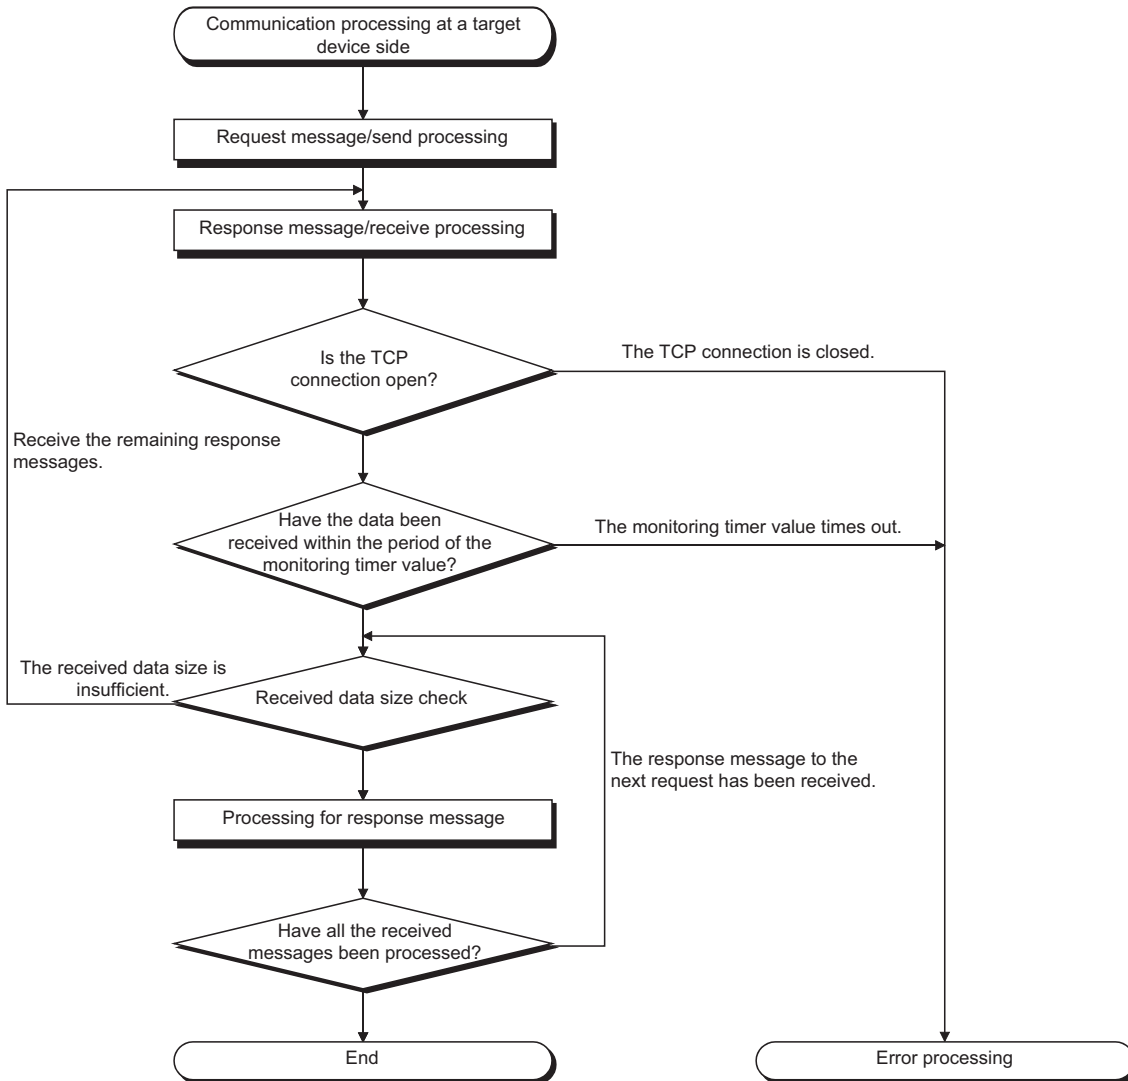 Communication processing at a target
device side
Request message/send processing
Response message/receive processing
Is the TCP
connection open?
The TCP connection is closed.
Receive the remaining response
messages.
Have the data been
received within the period of the
monitoring timer value?
The monitoring timer value times out.
The received data size is
insufficient.
Received data size check
The response message to the
next request has been received.
Processing for response message
Have all the received
messages been processed?
End
Error processing